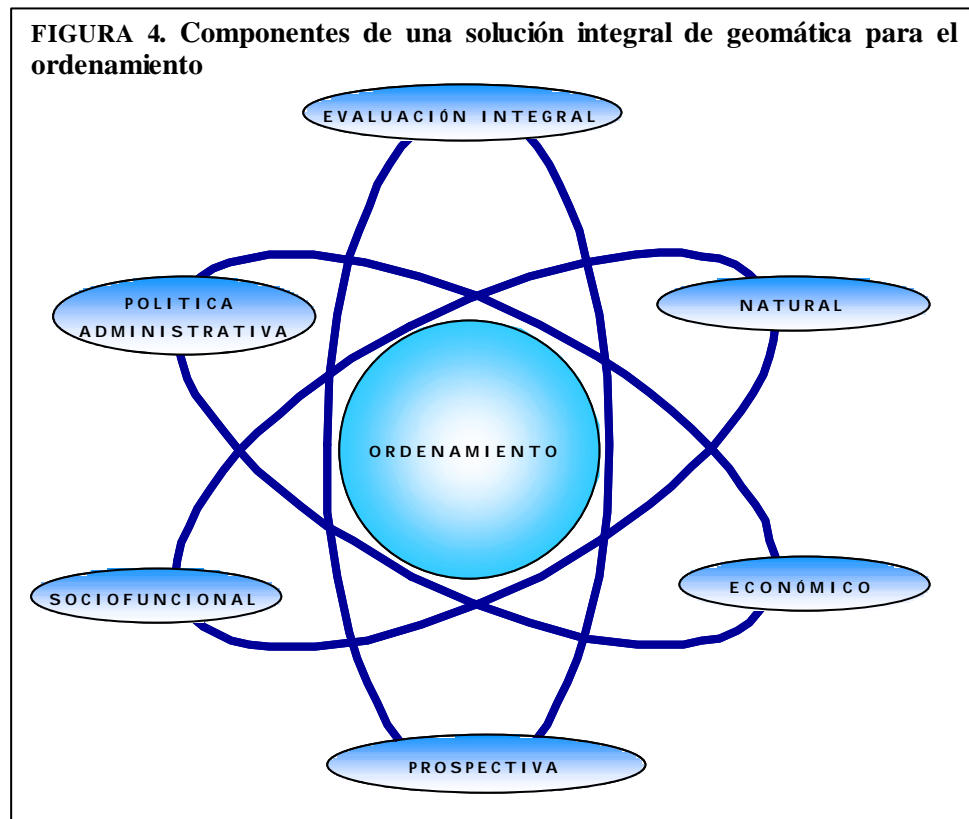 FIGURA 4. Componentes de una solución integral de geomática para el
ordenamiento
EVALUACIÓN INTEGRAL
POLITICA
ADMINISTRATIVA
NATURAL
ORDENAMIENTO
SOCIOFUNCIONAL
ECONÓMICO
PROSPECTIVA